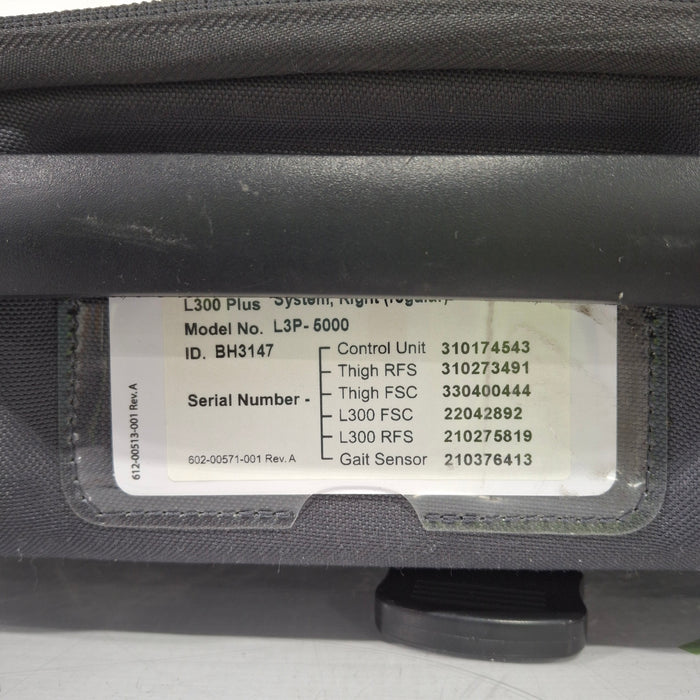 L300 Plus System, Right (regular)
Model No. L3P-5000
ID. BH3147
Serial Number -
Control Unit 310174543
Thigh RFS 310273491
Thigh FSC 330400444
L300 FSC 22042892
L300 RFS 210275819
Gait Sensor 210376413
602-00571-001 Rev. A
612-00513-001 Rev. A